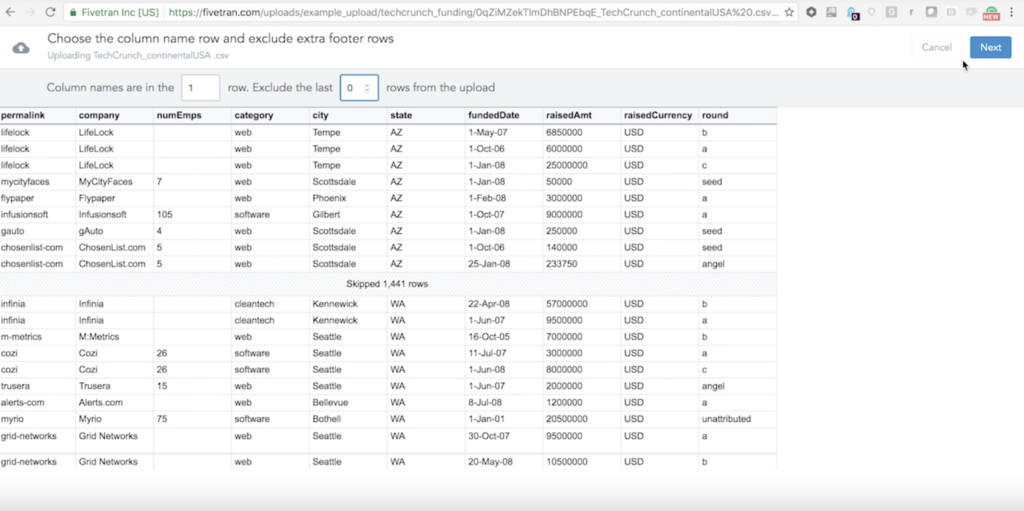 Fivetran Inc [US] https://fivetran.com/uploads/example_upload/techcrunch_funding/0qZiMZekTlmDhBNPEbqE_TechCrunch_continentalUSA%20.csv...
Choose the column name row and exclude extra footer rows
Uploading TechCrunch_continentalUSA .csv
Cancel Next
Column names are in the 1 row. Exclude the last 0 rows from the upload
permalink company numEmps category city state fundedDate raisedAmt raisedCurrency round
lifelock LifeLock web Tempe AZ 1-May-07 6850000 USD b
lifelock LifeLock web Tempe AZ 1-Oct-06 6000000 USD a
lifelock LifeLock web Tempe AZ 1-Jan-08 25000000 USD c
mycityfaces MyCityFaces 7 web Scottsdale AZ 1-Jan-08 50000 USD seed
flypaper Flypaper web Phoenix AZ 1-Feb-08 3000000 USD a
infusionsoft Infusionsoft 105 software Gilbert AZ 1-Oct-07 9000000 USD a
gauto gAuto 4 web Scottsdale AZ 1-Jan-08 250000 USD seed
chosenlist-com ChosenList.com 5 web Scottsdale AZ 1-Oct-06 140000 USD seed
chosenlist-com ChosenList.com 5 web Scottsdale AZ 25-Jan-08 233750 USD angel
Skipped 1,441 rows
infinia Infinia cleantech Kennewick WA 22-Apr-08 57000000 USD b
infinia Infinia cleantech Kennewick WA 1-Jun-07 9500000 USD a
m-metrics M:Metrics web Seattle WA 16-Oct-05 7000000 USD b
cozi Cozi 26 software Seattle WA 11-Jul-07 3000000 USD a
cozi Cozi 26 software Seattle WA 1-Jun-08 8000000 USD c
trusera Trusera 15 web Seattle WA 1-Jun-07 2000000 USD angel
alerts-com Alerts.com web Bellevue WA 8-Jul-08 1200000 USD a
myrio Myrio 75 software Bothell WA 1-Jan-01 20500000 USD unattributed
grid-networks Grid Networks web Seattle WA 30-Oct-07 9500000 USD a
grid-networks Grid Networks web Seattle WA 20-May-08 10500000 USD b